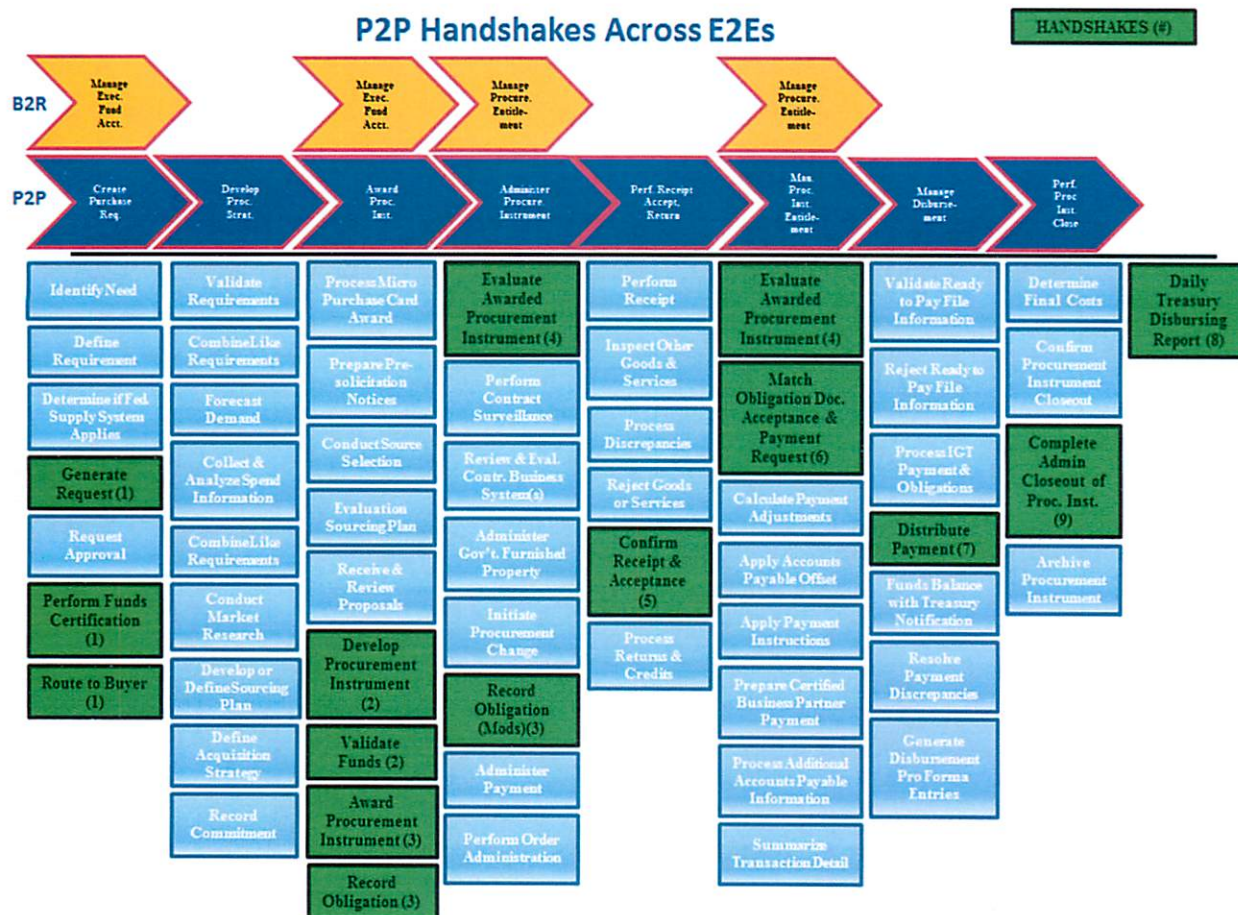 P2P Handshakes Across E2Es
HANDSHAKES (#)
B2R
Manage
Exec.
Fund
Acct.
Manage
Exec.
Fund
Acct.
Manage
Procure.
Entitle-
ment
Manage
Procure.
Entitle-
ment
P2P
Create
Purchase
Req.
Develop
Proc.
Strat.
Award
Proc.
Inst.
Administer
Procure.
Instrument
Perf. Receipt
Accept,
Return
Man.
Proc.
Inst.
Entitle-
ment
Manage
Disburse-
ment
Perf.
Proc
Inst.
Close
Identify Need
Define
Requirement
Determine if Fed.
Supply System
Applies
Generate
Request (1)
Request
Approval
Perform Funds
Certification
(1)
Route to Buyer
(1)
Validate
Requirements
CombineLike
Requirements
Forecast
Demand
Collect &
Analyze Spend
Information
CombineLike
Requirements
Conduct
Market
Research
Develop or
Define Sourcing
Plan
Define
Acquisition
Strategy
Record
Commitment
Process Micro
Purchase Card
Award
Prepare Pre-
solicitation
Notices
Conduct Source
Selection
Evaluation
Sourcing Plan
Receive &
Review
Proposals
Develop
Procurement
Instrument
(2)
Validate
Funds (2)
Award
Procurement
Instrument (3)
Record
Obligation (3)
Evaluate
Awarded
Procurement
Instrument (4)
Perform
Contract
Surveillance
Review & Eval.
Contr. Business
System(s)
Administer
Gov't. Furnished
Property
Initiate
Procurement
Change
Record
Obligation
(Mods)(3)
Administer
Payment
Perform Order
Administration
Perform
Receipt
Inspect Other
Goods &
Services
Process
Discrepancies
Reject Goods
or Services
Confirm
Receipt &
Acceptance
(5)
Process
Returns &
Credits
Evaluate
Awarded
Procurement
Instrument (4)
Match
Obligation Doc.
Acceptance &
Payment
Request (6)
Calculate Payment
Adjustments
Apply Accounts
Payable Offset
Apply Payment
Instructions
Prepare Certified
Business Partner
Payment
Process Additional
Accounts Payable
Information
Summarize
Transaction Detail
Validate Ready
to Pay File
Information
Reject Ready to
Pay File
Information
Process IGT
Payment &
Obligations
Distribute
Payment (7)
Funds Balance
with Treasury
Notification
Resolve
Payment
Discrepancies
Generate
Disbursement
Pro Forma
Entries
Determine
Final Costs
Confirm
Procurement
Instrument
Closeout
Complete
Admin
Closeout of
Proc. Inst.
(9)
Archive
Procurement
Instrument
Daily
Treasury
Disbursing
Report (8)